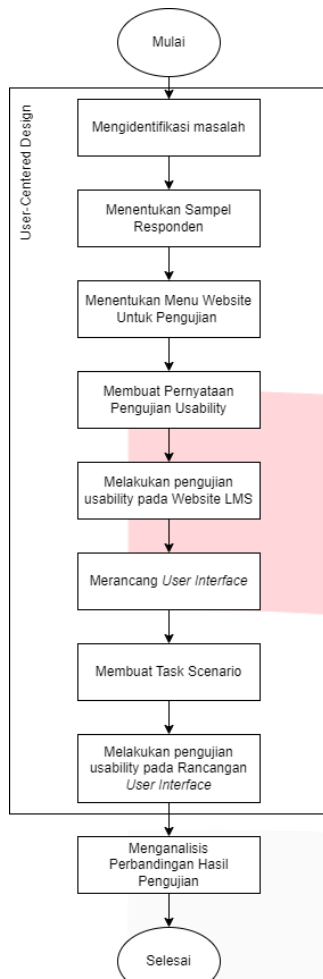 Mulai
User-Centered Design
Mengidentifikasi masalah
Menentukan Sampel
Responden
Menentukan Menu Website
Untuk Pengujian
Membuat Pernyataan
Pengujian Usability
Melakukan pengujian
usability pada Website LMS
Merancang User Interface
Membuat Task Scenario
Melakukan pengujian
usability pada Rancangan
User Interface
Menganalisis
Perbandingan Hasil
Pengujian
Selesai